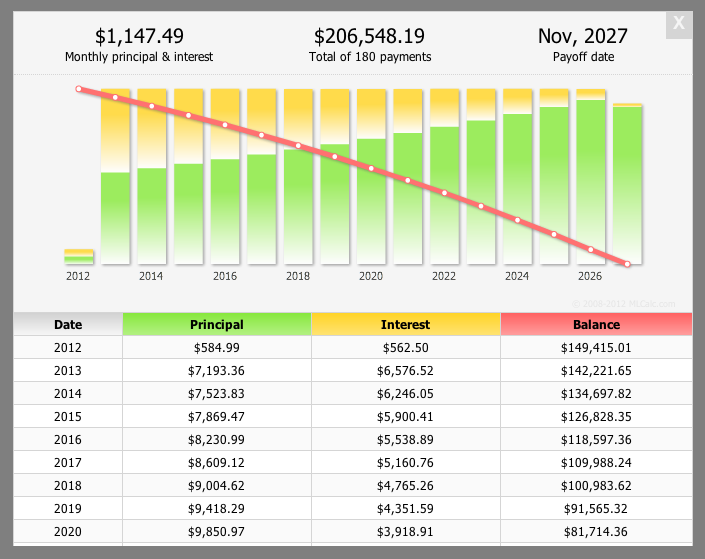 X
$1,147.49 $206,548.19 Nov, 2027
Monthly principal & interest Total of 180 payments Payoff date
2012 2014 2016 2018 2020 2022 2024 2026
Date Principal Interest Balance
2012 $584.99 $562.50 $149,415.01
2013 $7,193.36 $6,576.52 $142,221.65
2014 $7,523.83 $6,246.05 $134,697.82
2015 $7,869.47 $5,900.41 $126,828.35
2016 $8,230.99 $5,538.89 $118,597.36
2017 $8,609.12 $5,160.76 $109,988.24
2018 $9,004.62 $4,765.26 $100,983.62
2019 $9,418.29 $4,351.59 $91,565.32
2020 $9,850.97 $3,918.91 $81,714.36